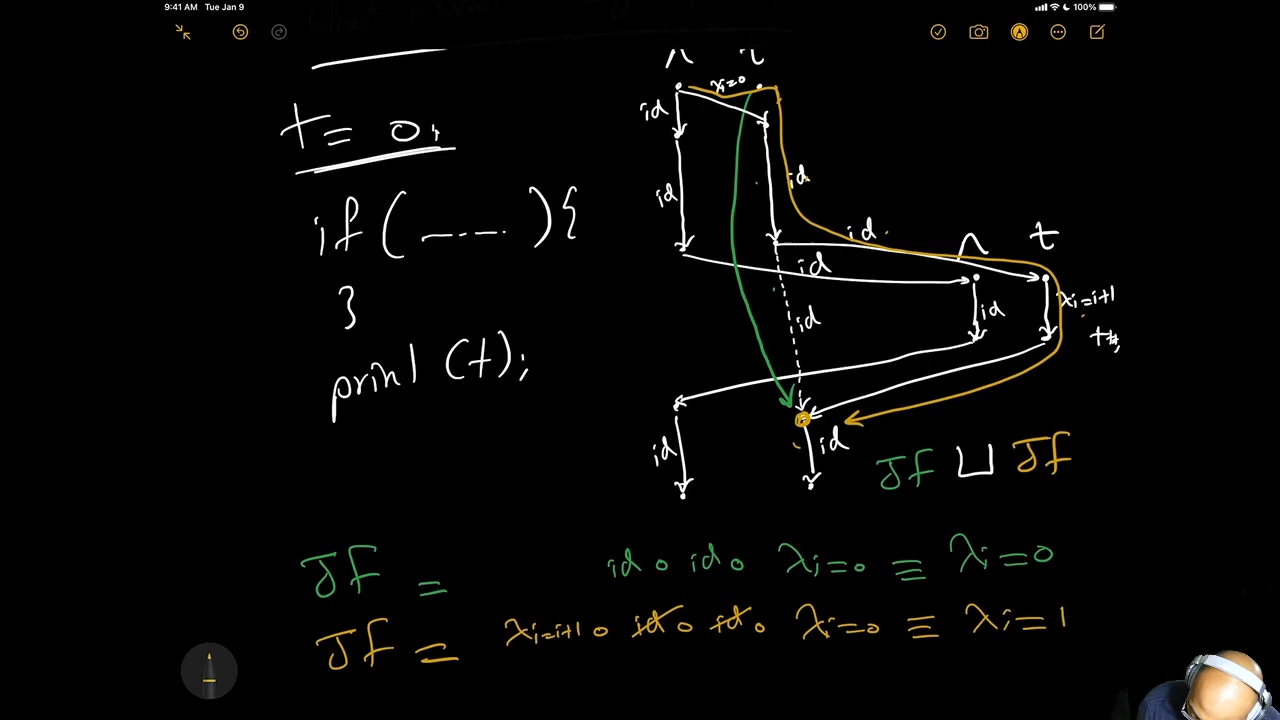 9:41 AM Tue Jan 9
100%
Λ t
λi=0
t = 0;
id
id
id
if (------) {
id
Λ t
id
id
λi=i+1
id
t++;
}
print (t);
id
id
JF ⊔ JF
JF = id ∘ id ∘ λi=0 ≡ λi=0
JF = λi=i+1 ∘ id ∘ id ∘ λi=0 ≡ λi=1